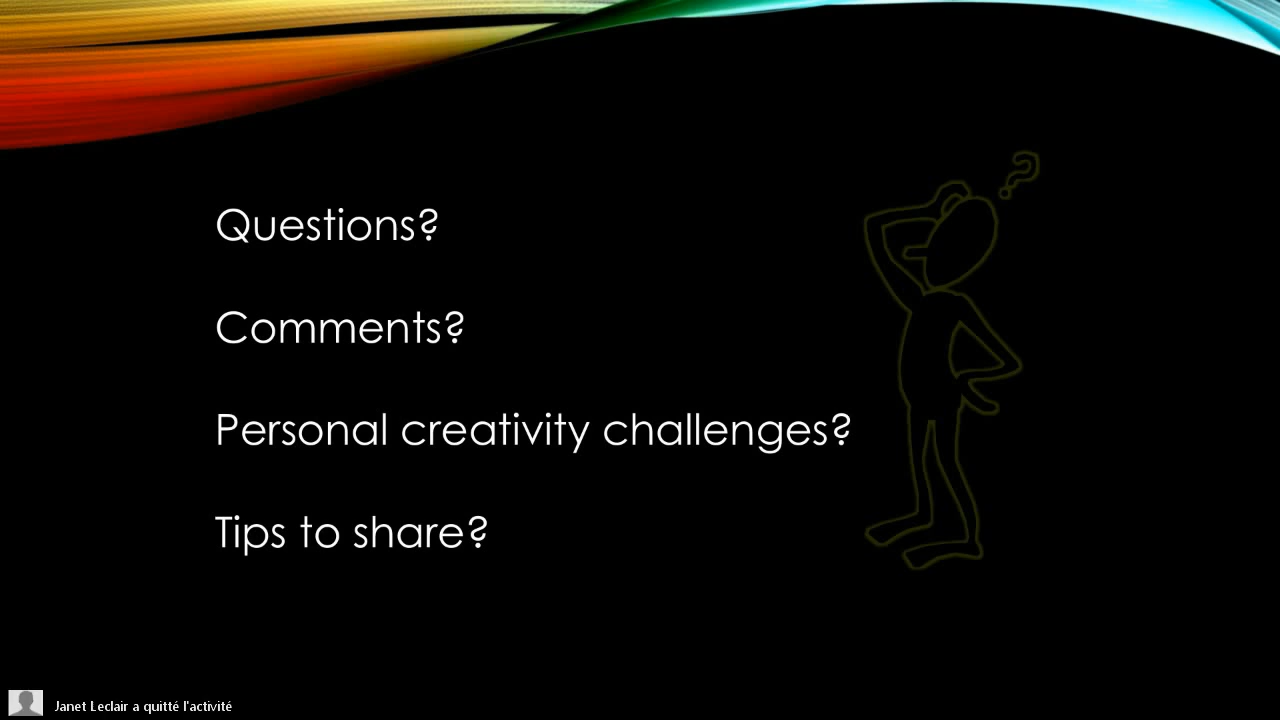 Questions?
Comments?
Personal creativity challenges?
Tips to share?
?
Janet Leclair a quitté l'activité